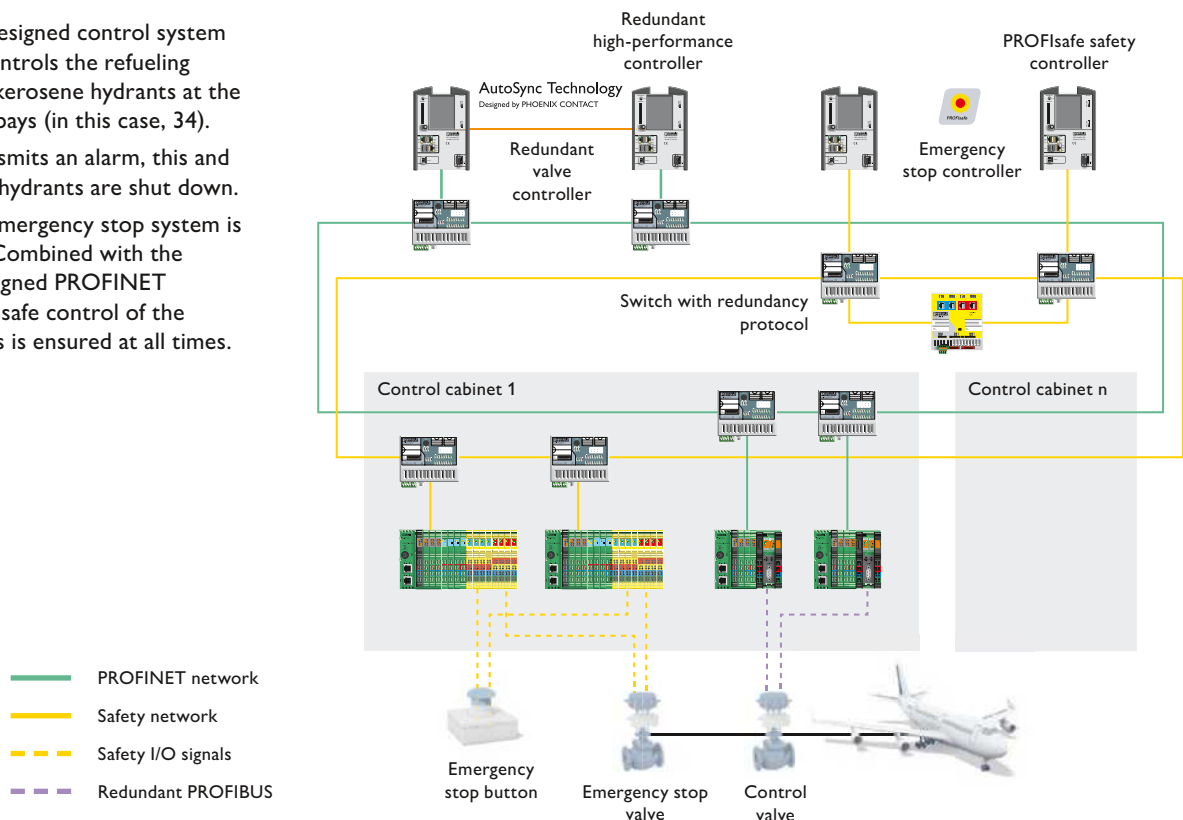 esigned control system
ntrols the refueling
kerosene hydrants at the
bays (in this case, 34).
smits an alarm, this and
hydrants are shut down.
mergency stop system is
Combined with the
igned PROFINET
safe control of the
s is ensured at all times.
Redundant
high-performance
controller
PROFIsafe safety
controller
AutoSync Technology
Designed by PHOENIX CONTACT
PROFIsafe
Redundant
valve
controller
Emergency
stop controller
Switch with redundancy
protocol
Control cabinet 1
Control cabinet n
PROFINET network
Safety network
Safety I/O signals
Redundant PROFIBUS
Emergency
stop button
Emergency stop
valve
Control
valve